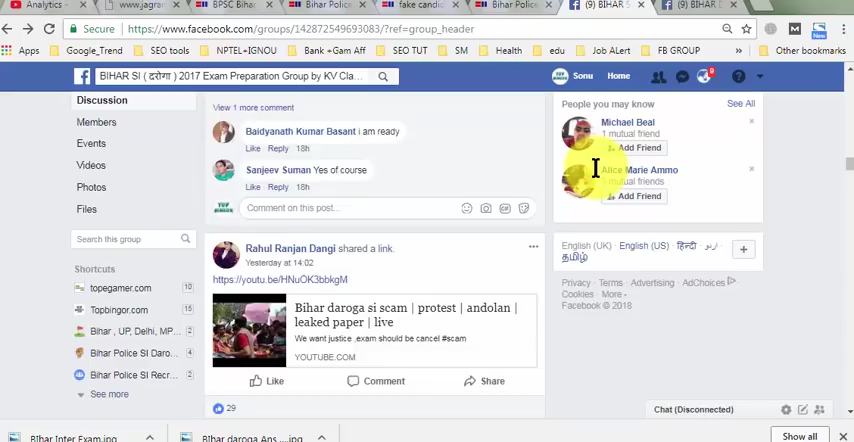 Analytics -
www.jagran
BPSC Biha
Bihar Police
fake candid
Bihar Police
(9) BIHAR S
(9) BIHAR D
Secure
https://www.facebook.com/groups/142872549693083/?ref=group_header
New
Apps
Google_Trend
SEO tools
NPTEL+IGNOU
Bank +Gam Aff
SEO TUT
SM
Health
edu
Job ALert
FB GROUP
»
Other bookmarks
BIHAR SI ( दरोगा ) 2017 Exam Preparation Group by KV Cla...
Sonu
Home
9
Discussion
Members
Events
Videos
Photos
Files
Search this group
Shortcuts
topegamer.com 10
Topbingor.com 15
Bihar , UP, Delhi, MP... 4
Bihar Police SI Daro... 4
Bihar Police SI Recr... 2
See more
View 1 more comment
Baidyanath Kumar Basant i am ready
Like · Reply · 18h
Sanjeev Suman Yes of course
Like · Reply · 18h
Comment on this post...
GIF
Rahul Ranjan Dangi shared a link.
Yesterday at 14:02
https://youtu.be/HNuOK3bbkgM
Bihar daroga si scam | protest | andolan |
leaked paper | live
We want justice ,exam should be cancel #scam
YOUTUBE.COM
Like
Comment
Share
29
People you may know
See All
Michael Beal
1 mutual friend
Add Friend
Alice Marie Ammo
mutual friends
Add Friend
English (UK) · English (US) · हिन्दी · اردو ·
தமிழ்
Privacy · Terms · Advertising · AdChoices
Cookies · More
Facebook © 2018
Chat (Disconnected)
BIhar Inter Exam.jpg
BIhar daroga Ans ....jpg
Show all